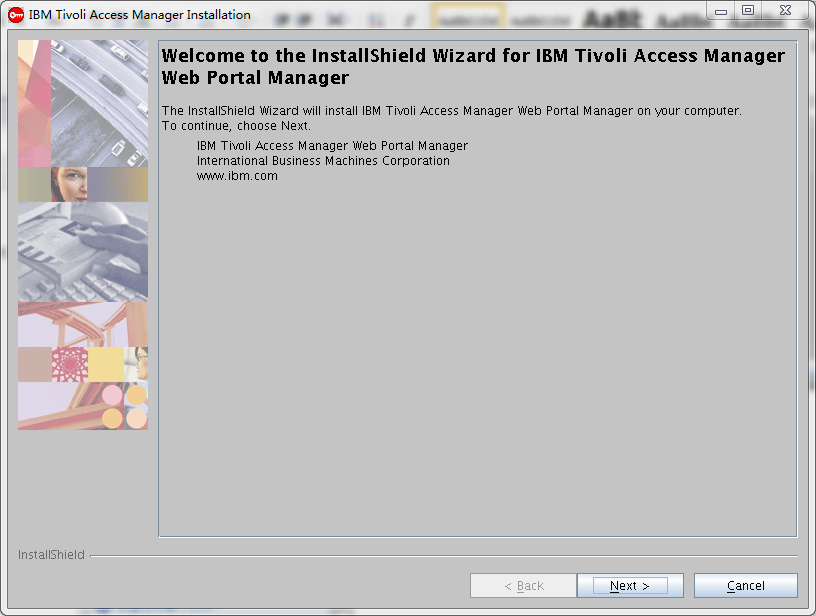 IBM Tivoli Access Manager Installation
AaBb
Welcome to the InstallShield Wizard for IBM Tivoli Access Manager
Web Portal Manager
The InstallShield Wizard will install IBM Tivoli Access Manager Web Portal Manager on your computer.
To continue, choose Next.
IBM Tivoli Access Manager Web Portal Manager
International Business Machines Corporation
www.ibm.com
InstallShield
< Back
Next >
Cancel